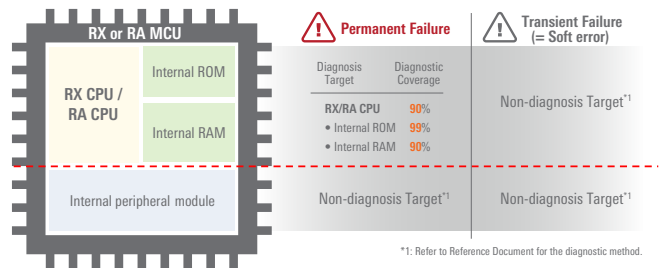 RX or RA MCU
RX CPU /
RA CPU
Internal ROM
Internal RAM
Internal peripheral module
Permanent Failure
Transient Failure
(= Soft error)
Diagnosis
Target
Diagnostic
Coverage
RX/RA CPU 90%
• Internal ROM 99%
• Internal RAM 90%
Non-diagnosis Target*1
Non-diagnosis Target*1
Non-diagnosis Target*1
*1: Refer to Reference Document for the diagnostic method.